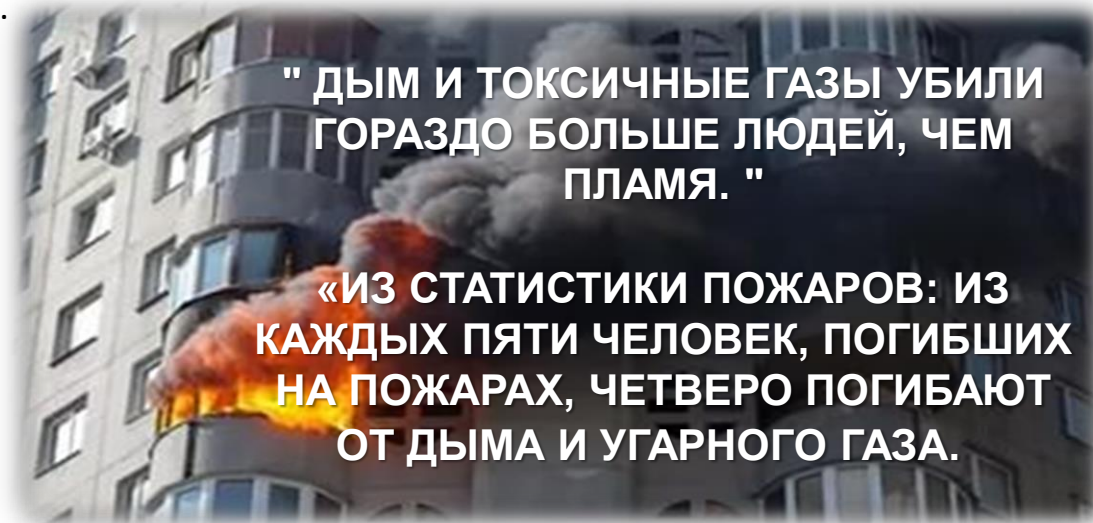 .
" ДЫМ И ТОКСИЧНЫЕ ГАЗЫ УБИЛИ
ГОРАЗДО БОЛЬШЕ ЛЮДЕЙ, ЧЕМ
ПЛАМЯ. "
«ИЗ СТАТИСТИКИ ПОЖАРОВ: ИЗ
КАЖДЫХ ПЯТИ ЧЕЛОВЕК, ПОГИБШИХ
НА ПОЖАРАХ, ЧЕТВЕРО ПОГИБАЮТ
ОТ ДЫМА И УГАРНОГО ГАЗА.